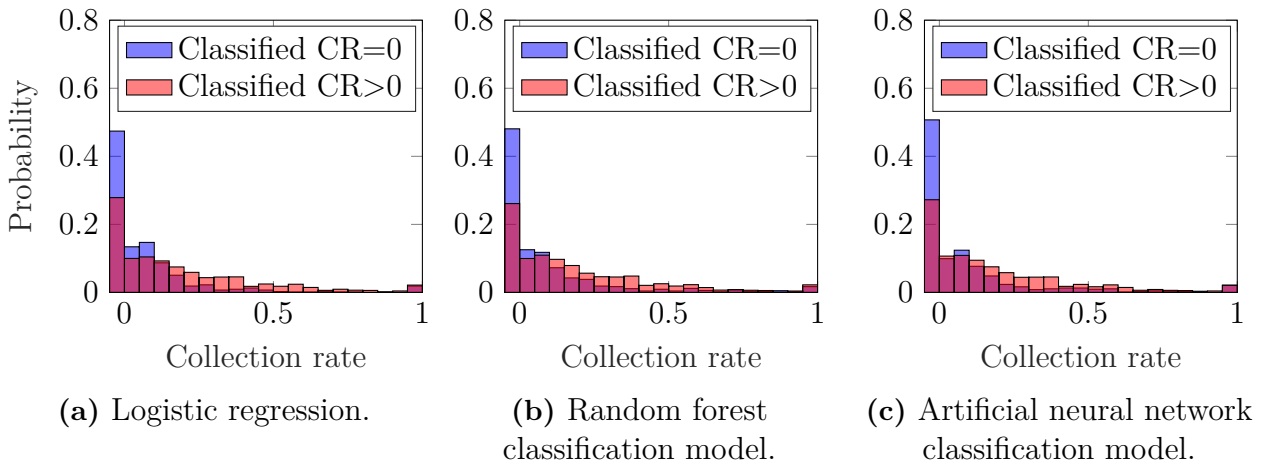 0.8
0.6
0.4
0.2
0
Probability
Classified CR=0
Classified CR>0
0
0.5
1
Collection rate
(a) Logistic regression.
0.8
0.6
0.4
0.2
0
Classified CR=0
Classified CR>0
0
0.5
1
Collection rate
(b) Random forest
classification model.
0.8
0.6
0.4
0.2
0
Classified CR=0
Classified CR>0
0
0.5
1
Collection rate
(c) Artificial neural network
classification model.